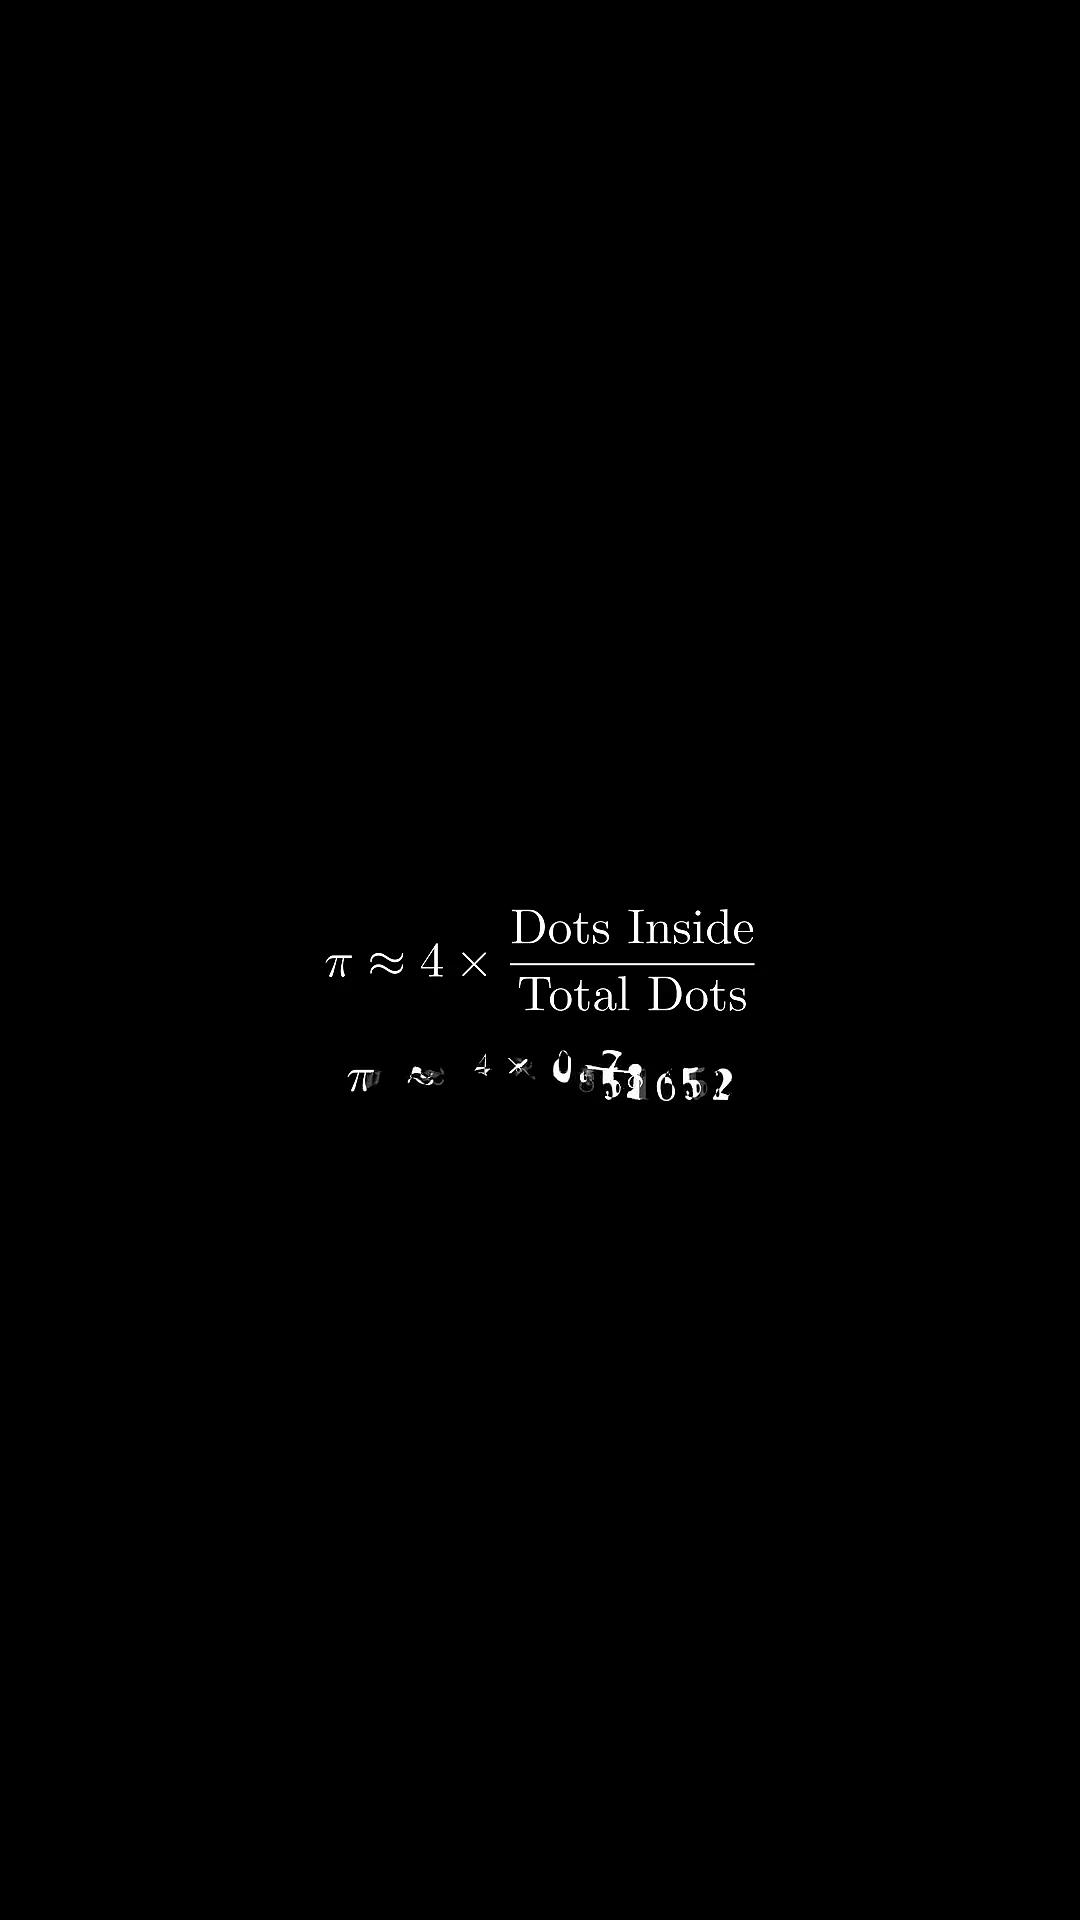 π ≈ 4 × Dots Inside
Total Dots
π ≈ 4 ×